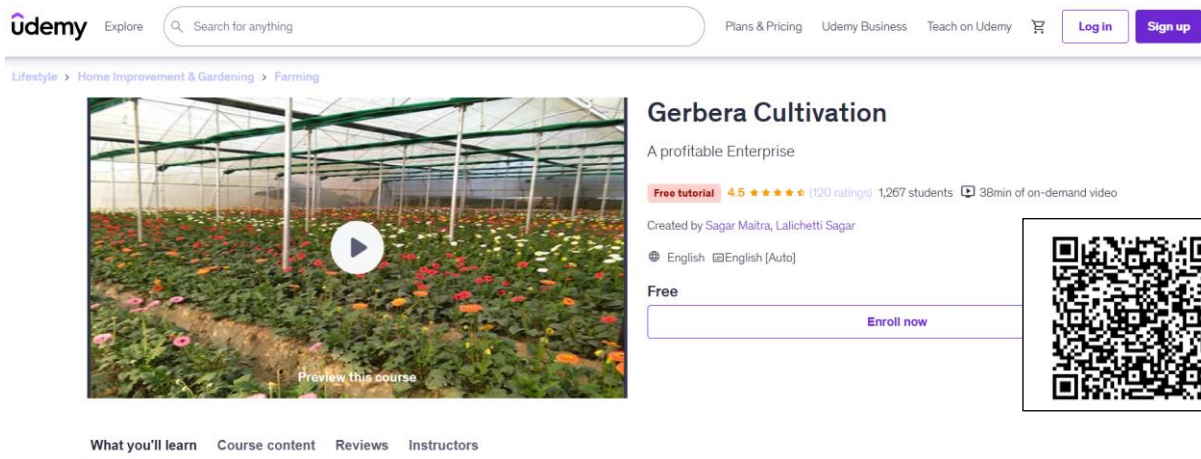 udemy Explore Search for anything Plans & Pricing Udemy Business Teach on Udemy Log in Sign up
Lifestyle > Home Improvement & Gardening > Farming
Gerbera Cultivation
A profitable Enterprise
Free tutorial 4.5 (120 ratings) 1,267 students 38min of on-demand video
Created by Sagar Maitra, Lalichetti Sagar
English English [Auto]
Free
Enroll now
Preview this course
What you'll learn Course content Reviews Instructors